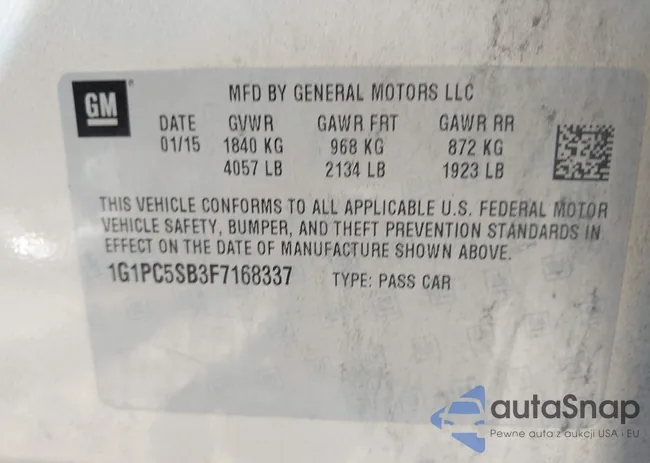 GM
MFD BY GENERAL MOTORS LLC
DATE GVWR GAWR FRT GAWR RR
01/15 1840 KG 968 KG 872 KG
4057 LB 2134 LB 1923 LB
THIS VEHICLE CONFORMS TO ALL APPLICABLE U.S. FEDERAL MOTOR
VEHICLE SAFETY, BUMPER, AND THEFT PREVENTION STANDARDS IN
EFFECT ON THE DATE OF MANUFACTURE SHOWN ABOVE.
1G1PC5SB3F7168337 TYPE: PASS CAR
autaSnap
Pewne auta z aukcji USA i EU